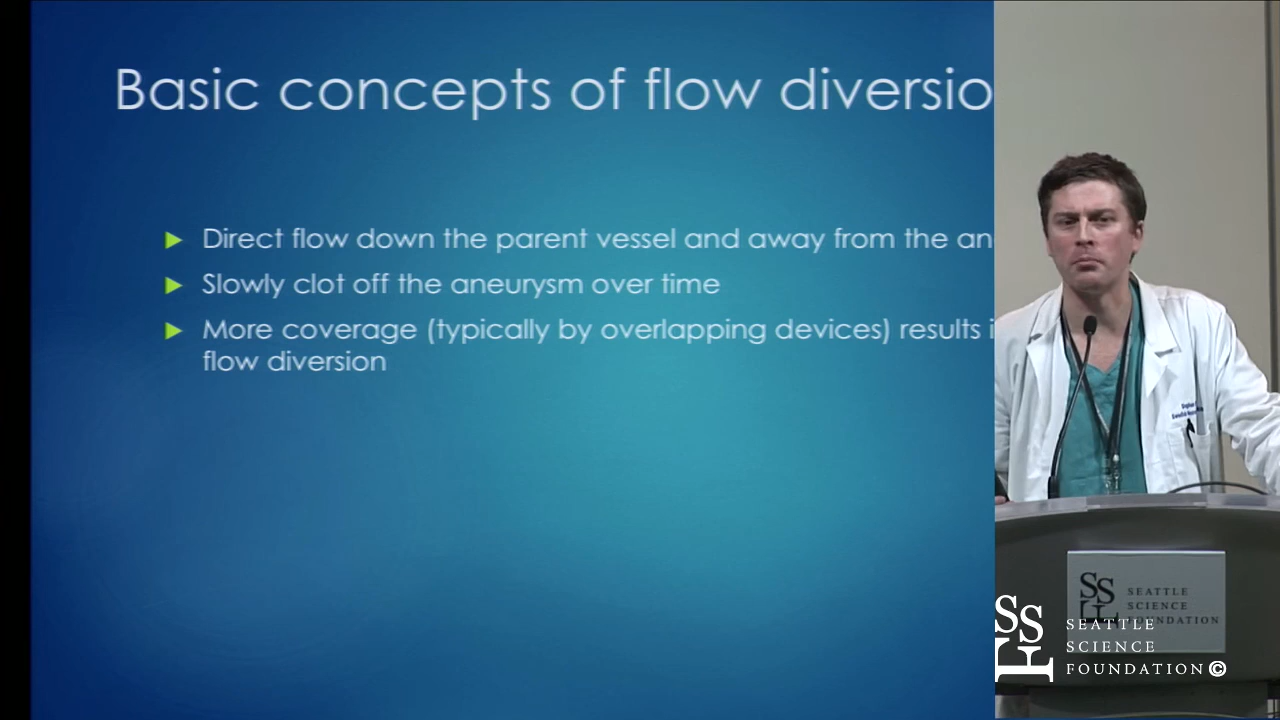 Basic concepts of flow diversio
Direct flow down the parent vessel and away from the an
Slowly clot off the aneurysm over time
More coverage (typically by overlapping devices) results i
flow diversion
SEATTLE
SCIENCE
FOUNDATION
SSF
SEATTLE
SCIENCE
FOUNDATION©